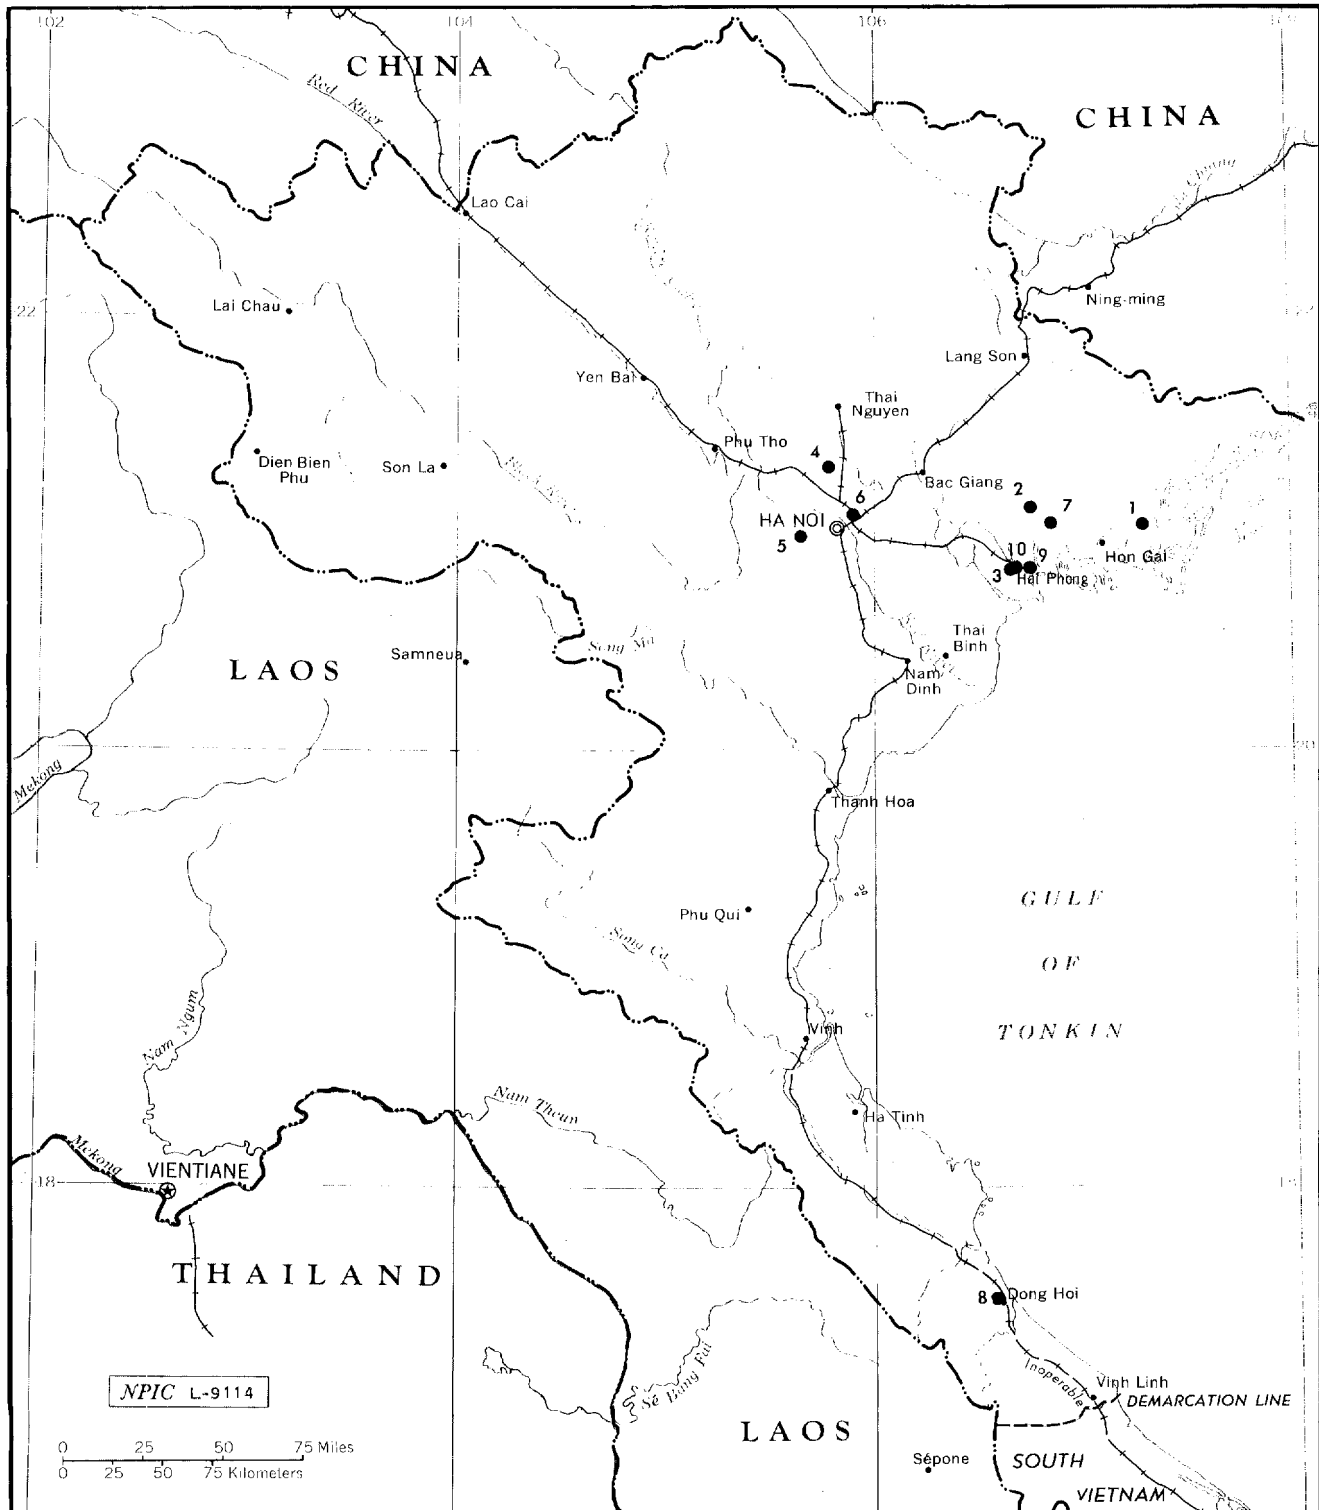 102
104
106
CHINA
Red River
CHINA
Lao Cai
Lai Chau
22
Ning-ming
Lang Son
Yen Bai
Thai
Nguyen
Phu Tho
4
Dien Bien
Phu
Son La
Bac Giang
2
7
1
6
HA NOI
5
10
9
Hon Gai
3
Hai Phong
Thai
Binh
Song Ma
Samneua
LAOS
Nam
Dinh
20
Mekong
Thanh Hoa
GULF
Phu Qui
Song Ca
OF
TONKIN
Nam Ngum
Vinh
Nam Theun
Ha Tinh
Mekong
VIENTIANE
18
THAILAND
8
Dong Hoi
Se Bang Fai
Inoperable
Vinh Linh
DEMARCATION LINE
NPIC L-9114
LAOS
0 25 50 75 Miles
0 25 50 75 Kilometers
Sépone
SOUTH
VIETNAM